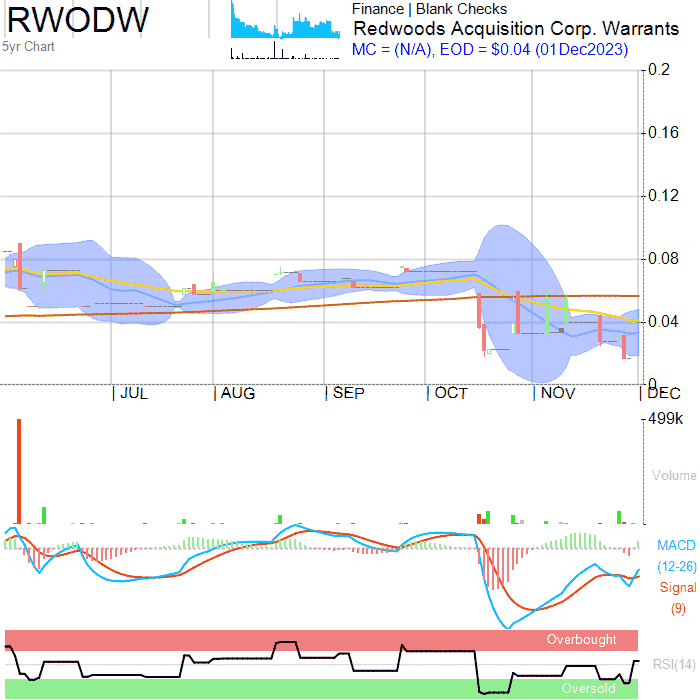 RWODW
5yr Chart
Finance | Blank Checks
Redwoods Acquisition Corp. Warrants
MC = (N/A), EOD = $0.04 (01Dec2023)
0.2
0.16
0.12
0.08
0.04
0
| JUL
| AUG
| SEP
| OCT
| NOV
| DEC
499k
Volume
MACD
(12-26)
Signal
(9)
Overbought
RSI(14)
Oversold